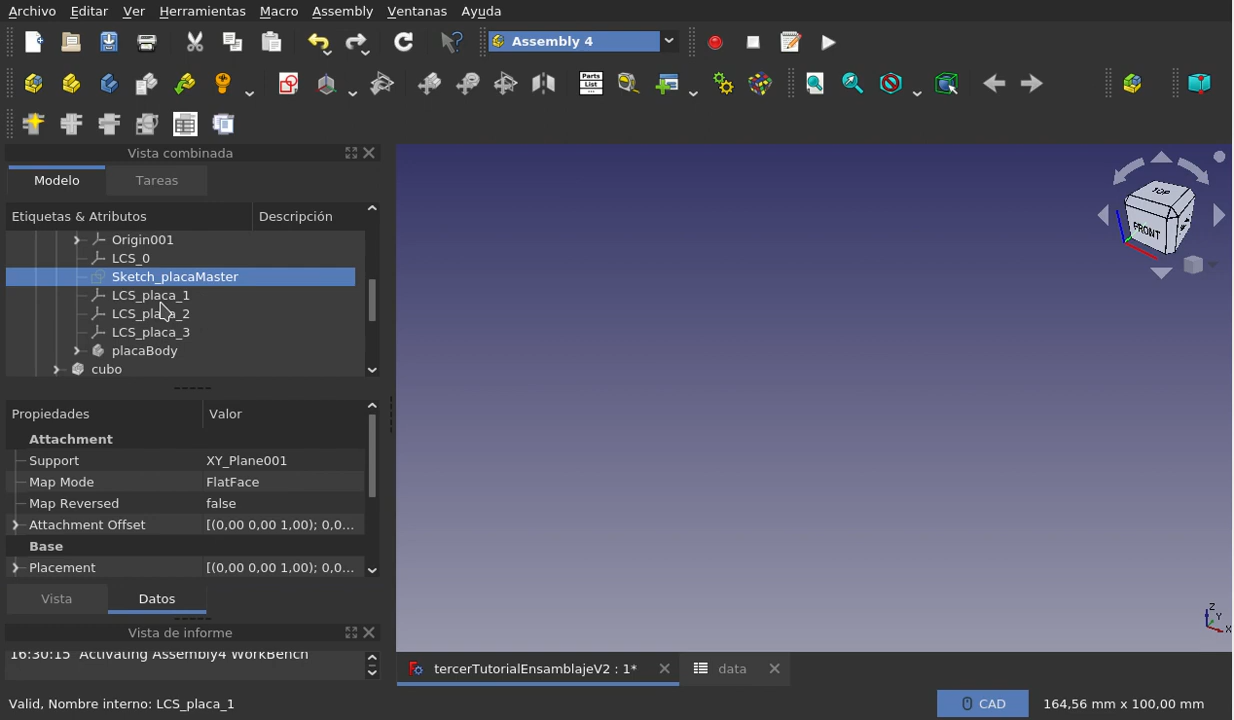 Archivo Editar Ver Herramientas Macro Assembly Ventanas Ayuda
Assembly 4
Parts
List
Vista combinada
Modelo Tareas
Etiquetas & Atributos Descripción
Origin001
LCS_0
Sketch_placaMaster
LCS_placa_1
LCS_placa_2
LCS_placa_3
placaBody
cubo
Propiedades Valor
Attachment
Support XY_Plane001
Map Mode FlatFace
Map Reversed false
Attachment Offset [(0,00 0,00 1,00); 0,0...
Base
Placement [(0,00 0,00 1,00); 0,0...
Vista Datos
Vista de informe
16:30:15 Activating Assembly4 WorkBench
TOP
FRONT
Z
Y
X
tercerTutorialEnsamblajeV2 : 1* data
Valid, Nombre interno: LCS_placa_1 CAD 164,56 mm x 100,00 mm